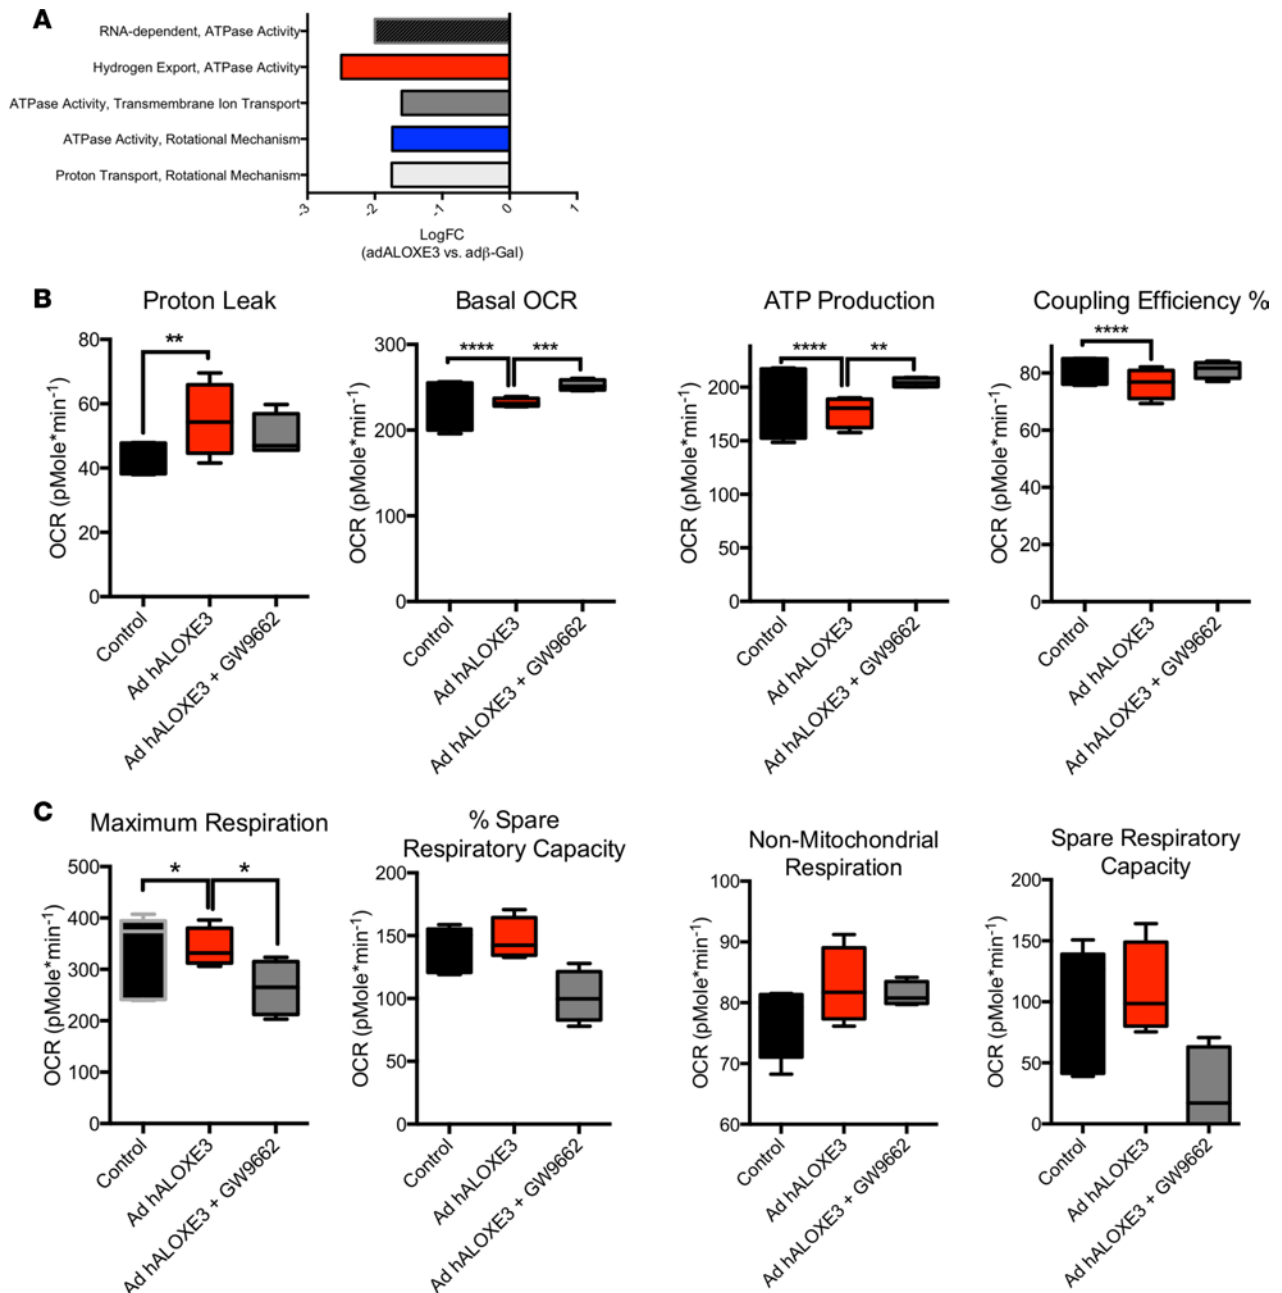 A
RNA-dependent, ATPase Activity
Hydrogen Export, ATPase Activity
ATPase Activity, Transmembrane Ion Transport
ATPase Activity, Rotational Mechanism
Proton Transport, Rotational Mechanism
-3 -2 -1 0 1
LogFC
(adALOXE3 vs. adβ-Gal)
B
Proton Leak
OCR (pMole*min⁻¹)
80
60
40
20
0
**
Control
Ad hALOXE3
Ad hALOXE3 + GW9662
Basal OCR
OCR (pMole*min⁻¹)
300
200
100
0
**** ***
Control
Ad hALOXE3
Ad hALOXE3 + GW9662
ATP Production
OCR (pMole*min⁻¹)
200
150
100
50
0
**** **
Control
Ad hALOXE3
Ad hALOXE3 + GW9662
Coupling Efficiency %
OCR (pMole*min⁻¹)
80
60
40
20
0
****
Control
Ad hALOXE3
Ad hALOXE3 + GW9662
C
Maximum Respiration
OCR (pMole*min⁻¹)
500
400
300
200
100
0
* *
Control
Ad hALOXE3
Ad hALOXE3 + GW9662
% Spare
Respiratory Capacity
OCR (pMole*min⁻¹)
200
150
100
50
0
Control
Ad hALOXE3
Ad hALOXE3 + GW9662
Non-Mitochondrial
Respiration
OCR (pMole*min⁻¹)
100
90
80
70
60
Control
Ad hALOXE3
Ad hALOXE3 + GW9662
Spare Respiratory
Capacity
OCR (pMole*min⁻¹)
200
150
100
50
0
Control
Ad hALOXE3
Ad hALOXE3 + GW9662